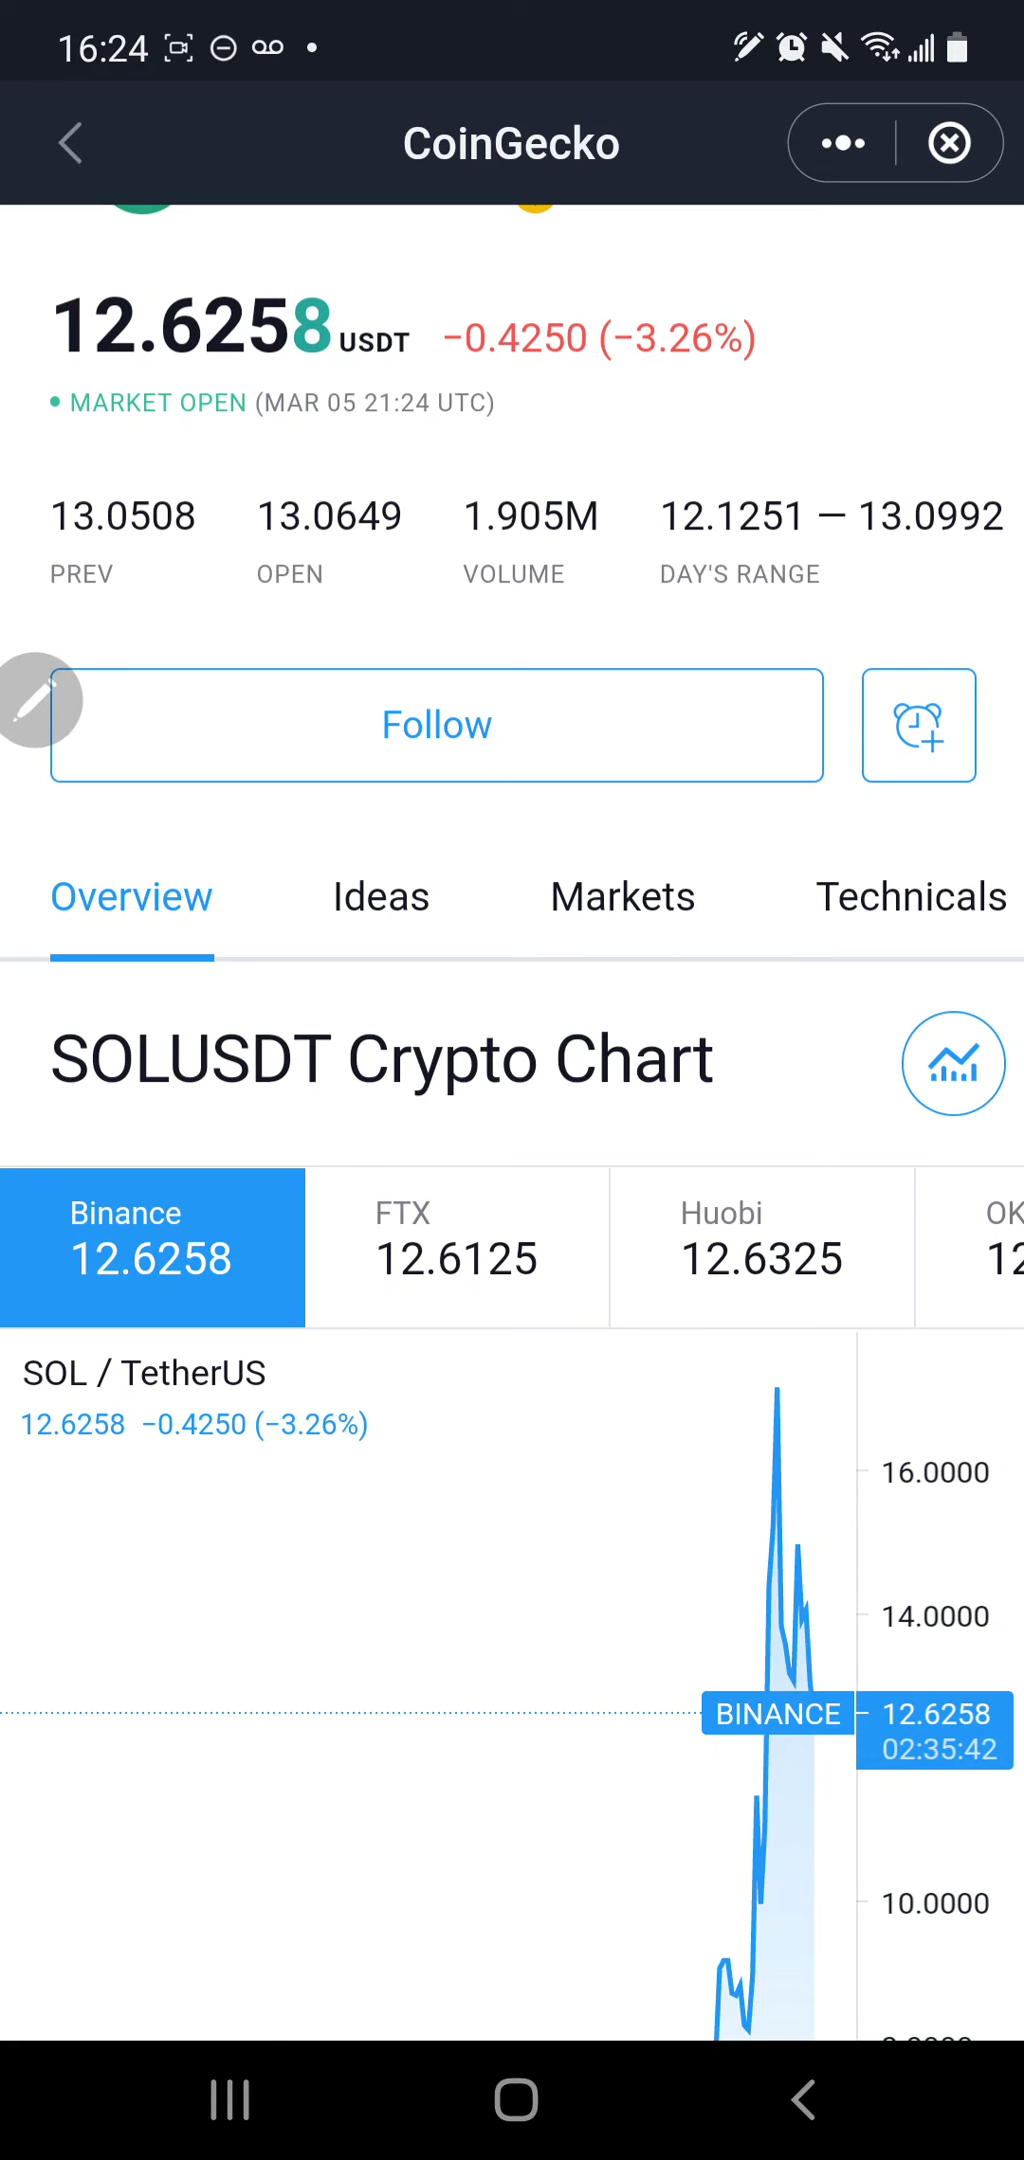 16:24
CoinGecko
12.6258 USDT −0.4250 (−3.26%)
MARKET OPEN (MAR 05 21:24 UTC)
13.0508 13.0649 1.905M 12.1251 – 13.0992
PREV OPEN VOLUME DAY'S RANGE
Follow
Overview Ideas Markets Technicals
SOLUSDT Crypto Chart
Binance FTX Huobi OK
12.6258 12.6125 12.6325 12
SOL / TetherUS
12.6258 −0.4250 (−3.26%)
16.0000
14.0000
BINANCE 12.6258
02:35:42
10.0000